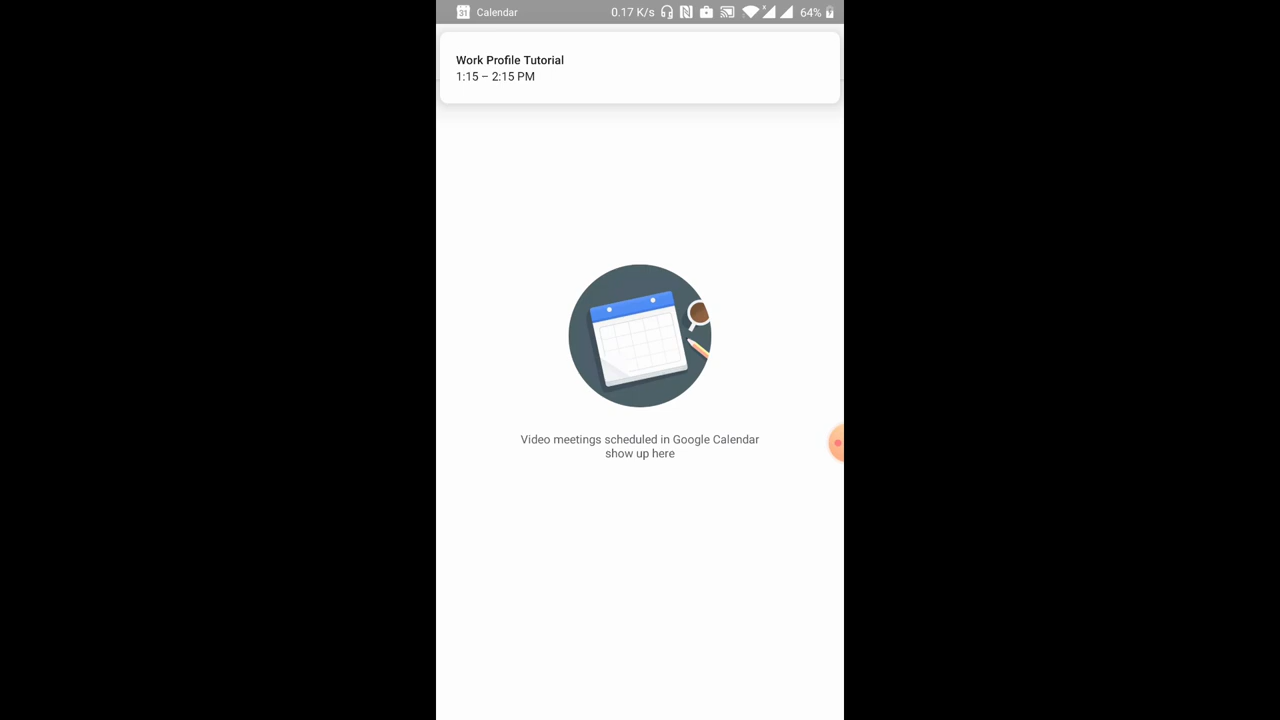 31 Calendar 0.17 K/s 64%
Work Profile Tutorial
1:15 – 2:15 PM
Video meetings scheduled in Google Calendar
show up here